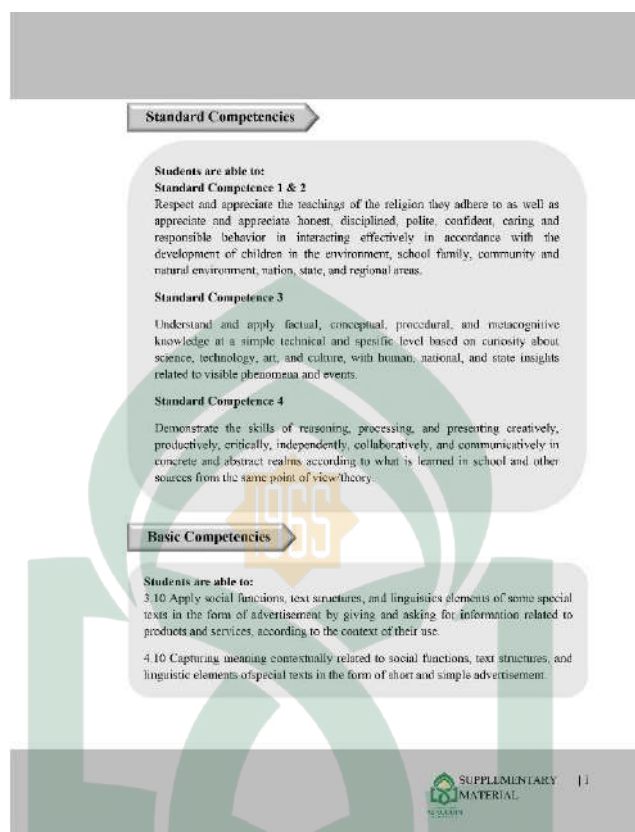 Standard Competencies
Students are able to:
Standard Competence 1 & 2
Respect and appreciate the teachings of the religion they adhere to as well as
appreciate and appreciate honest, disciplined, polite, confident, caring and
responsible behavior in interacting effectively in accordance with the
development of children in the environment, school family, community and
natural environment, nation, state, and regional areas.
Standard Competence 3
Understand and apply factual, conceptual, procedural, and metacognitive
knowledge at a simple technical and spesific level based on curiosity about
science, technology, art, and culture, with human, national, and state insights
related to visible phenomena and events.
Standard Competence 4
Demonstrate the skills of reasoning, processing, and presenting creatively,
productively, critically, independently, collaboratively, and communicatively in
concrete and abstract realms according to what is learned in school and other
sources from the same point of view/theory.
1965
Basic Competencies
Students are able to:
3.10 Apply social functions, text structures, and linguistics elements of some special
texts in the form of advertisement by giving and asking for information related to
products and services, according to the context of their use.
4.10 Capturing meaning contextually related to social functions, text structures, and
linguistic elements ofspecial texts in the form of short and simple advertisement.
SUPPLEMENTARY | 1
MATERIAL